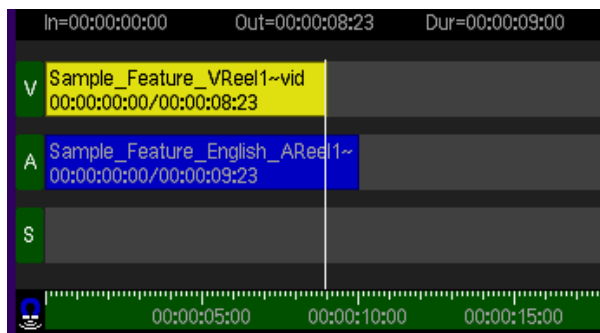 In=00:00:00:00 Out=00:00:08:23 Dur=00:00:09:00
V
Sample_Feature_VReel1~vid
00:00:00:00/00:00:08:23
A
Sample_Feature_English_AReel1~
00:00:00:00/00:00:09:23
S
00:00:05:00 00:00:10:00 00:00:15:00